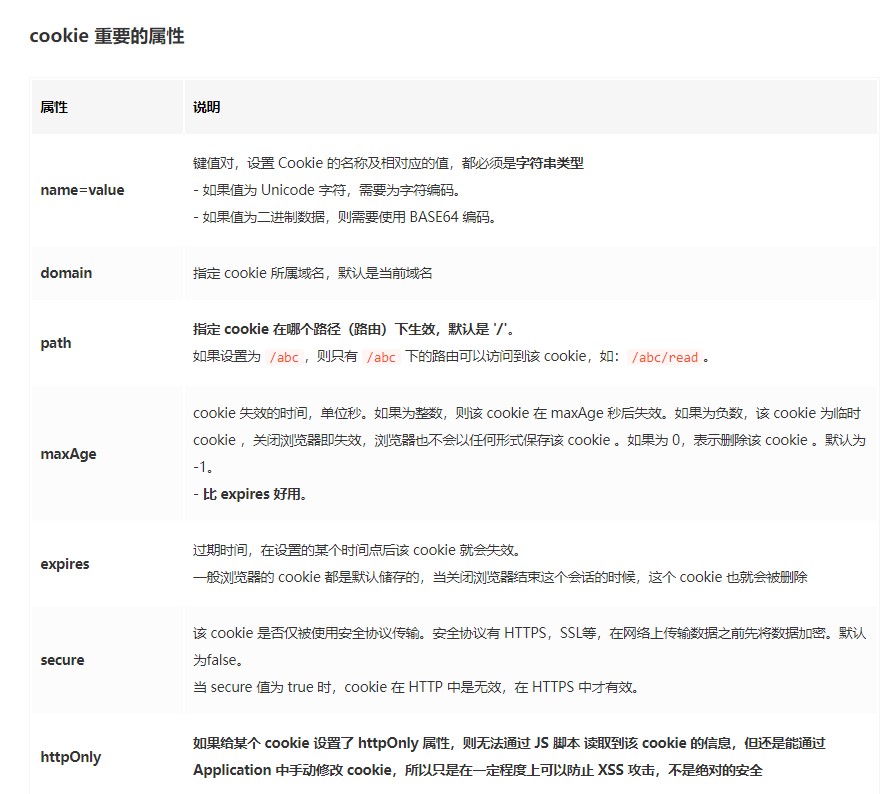 cookie 重要的属性
属性 说明
name=value
键值对，设置 Cookie 的名称及相对应的值，都必须是字符串类型
- 如果值为 Unicode 字符，需要为字符编码。
- 如果值为二进制数据，则需要使用 BASE64 编码。
domain 指定 cookie 所属域名，默认是当前域名
path
指定 cookie 在哪个路径（路由）下生效，默认是 '/'。
如果设置为 /abc ，则只有 /abc 下的路由可以访问到该 cookie，如： /abc/read 。
maxAge
cookie 失效的时间，单位秒。如果为整数，则该 cookie 在 maxAge 秒后失效。如果为负数，该 cookie 为临时
cookie ，关闭浏览器即失效，浏览器也不会以任何形式保存该 cookie 。如果为 0，表示删除该 cookie 。默认为
-1。
- 比 expires 好用。
expires
过期时间，在设置的某个时间点后该 cookie 就会失效。
一般浏览器的 cookie 都是默认储存的，当关闭浏览器结束这个会话的时候，这个 cookie 也就会被删除
secure
该 cookie 是否仅被使用安全协议传输。安全协议有 HTTPS，SSL等，在网络上传输数据之前先将数据加密。默认
为false。
当 secure 值为 true 时，cookie 在 HTTP 中是无效，在 HTTPS 中才有效。
httpOnly
如果给某个 cookie 设置了 httpOnly 属性，则无法通过 JS 脚本 读取到该 cookie 的信息，但还是能通过
Application 中手动修改 cookie，所以只是在一定程度上可以防止 XSS 攻击，不是绝对的安全